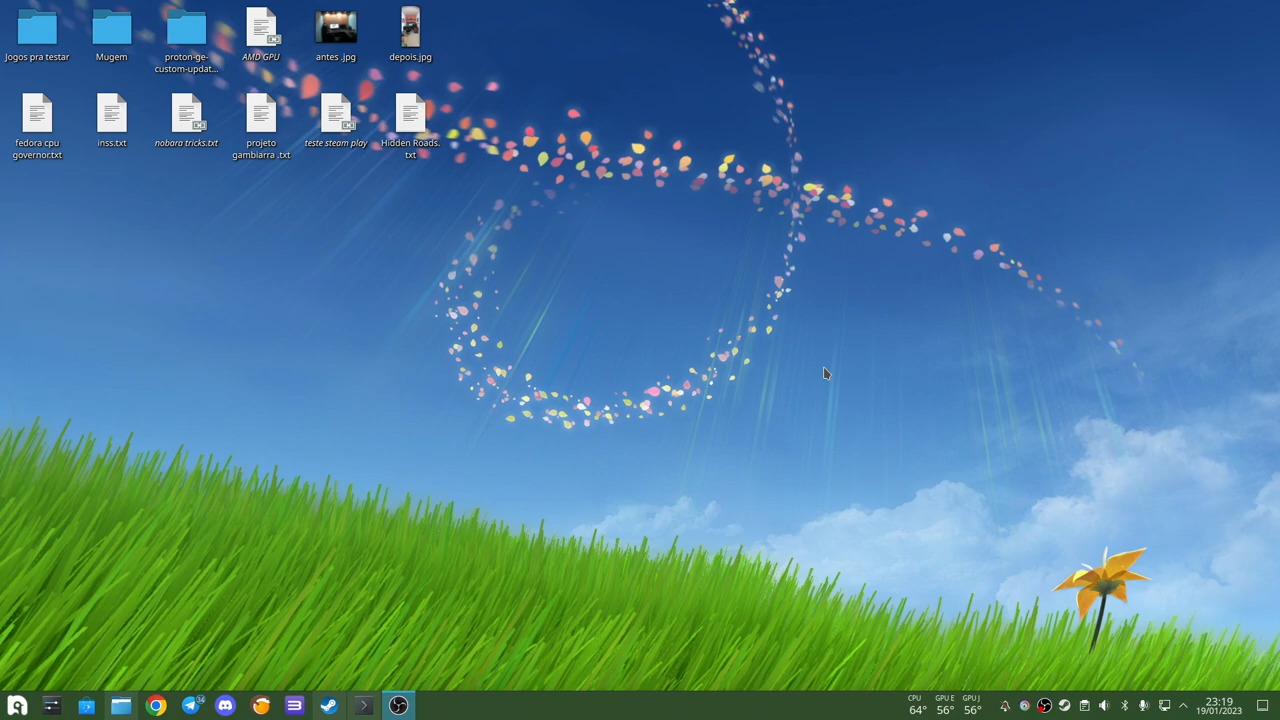 Jogos pra testar
Mugem
proton-ge-
custom-updat...
AMD GPU
antes .jpg
depois.jpg
fedora cpu
governor.txt
inss.txt
nobara tricks.txt
projeto
gambiarra .txt
teste steam play
Hidden Roads.
txt
34
CPU
64°
GPU E
56°
GPU J
56°
23:19
19/01/2023